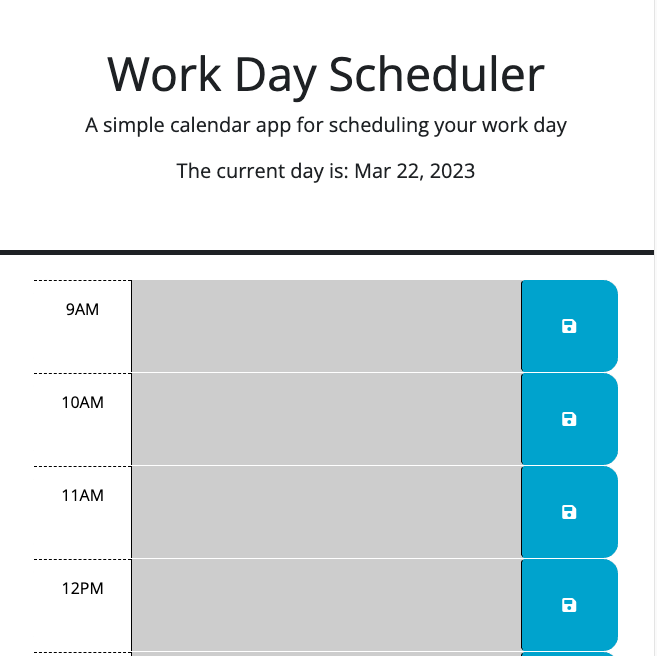 Work Day Scheduler
A simple calendar app for scheduling your work day
The current day is: Mar 22, 2023
9AM
10AM
11AM
12PM